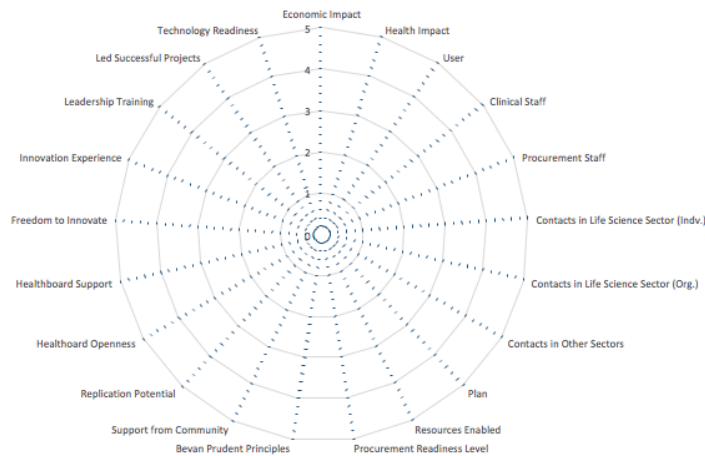 Economic Impact
Technology Readiness
Health Impact
5
Led Successful Projects
User
4
Leadership Training
Clinical Staff
3
Innovation Experience
Procurement Staff
2
1
Freedom to Innovate
Contacts in Life Science Sector (Indv.)
0
Healthboard Support
Contacts in Life Science Sector (Org.)
Healthoard Openness
Contacts in Other Sectors
Replication Potential
Plan
Support from Community
Resources Enabled
Bevan Prudent Principles
Procurement Readiness Level